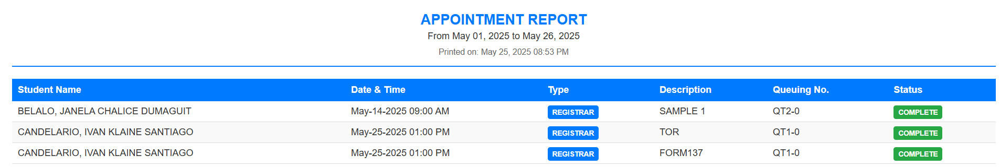 APPOINTMENT REPORT
From May 01, 2025 to May 26, 2025
Printed on: May 25, 2025 08:53 PM
Student Name Date & Time Type Description Queuing No. Status
BELALO, JANELA CHALICE DUMAGUIT May-14-2025 09:00 AM REGISTRAR SAMPLE 1 QT2-0 COMPLETE
CANDELARIO, IVAN KLAINE SANTIAGO May-25-2025 01:00 PM REGISTRAR TOR QT1-0 COMPLETE
CANDELARIO, IVAN KLAINE SANTIAGO May-25-2025 01:00 PM REGISTRAR FORM137 QT1-0 COMPLETE